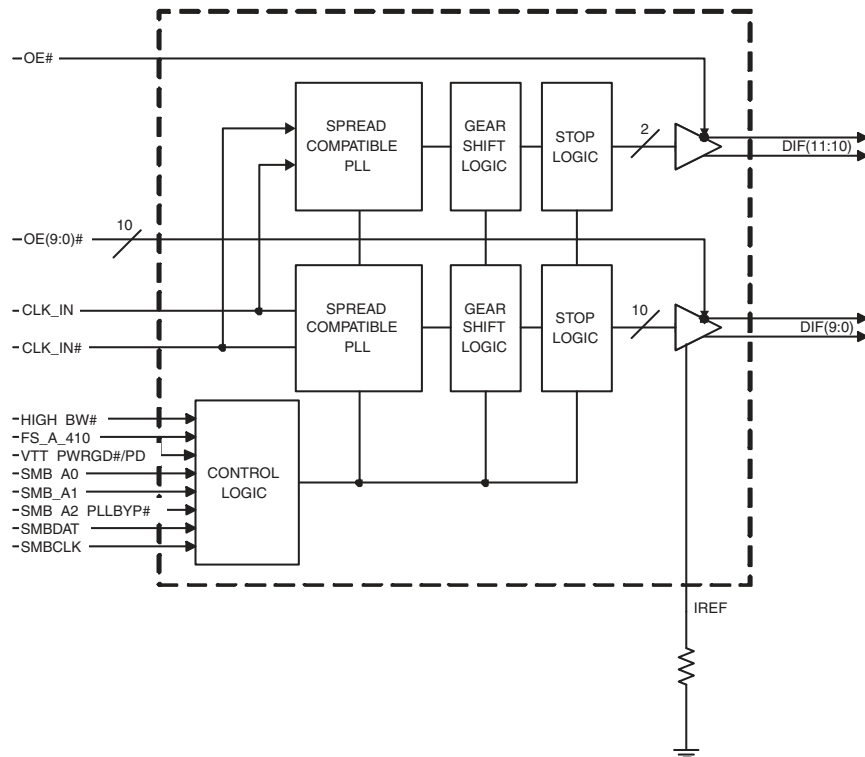 OE#
SPREAD
COMPATIBLE
PLL
GEAR
SHIFT
LOGIC
STOP
LOGIC
2
DIF(11:10)
OE(9:0)#
10
CLK_IN
CLK_IN#
SPREAD
COMPATIBLE
PLL
GEAR
SHIFT
LOGIC
STOP
LOGIC
10
DIF(9:0)
HIGH_BW#
FS_A_410
VTT_PWRGD#/PD
SMB_A0
SMB_A1
SMB_A2_PLLBYP#
SMBDAT
SMBCLK
CONTROL
LOGIC
IREF